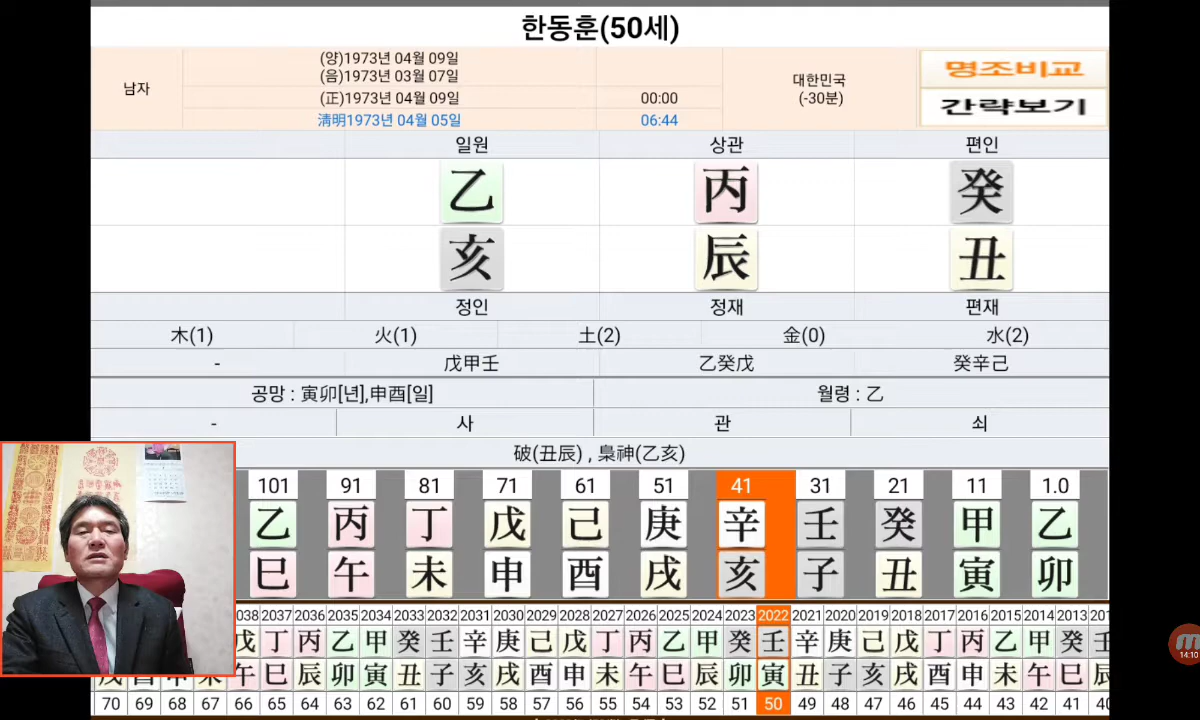 한동훈(50세)
남자
(양)1973년 04월 09일
(음)1973년 03월 07일
(正)1973년 04월 09일 00:00
清明1973년 04월 05일 06:44
대한민국
(-30분)
명조비교
간략보기
일원 상관 편인
乙 丙 癸
亥 辰 丑
정인 정재 편재
木(1) 火(1) 土(2) 金(0) 水(2)
- 戊甲壬 乙癸戊 癸辛己
공망 : 寅卯[년],申酉[일] 월령 : 乙
- 사 관 쇠
破(丑辰) , 梟神(乙亥)
101 91 81 71 61 51 41 31 21 11 1.0
乙 丙 丁 戊 己 庚 辛 壬 癸 甲 乙
巳 午 未 申 酉 戌 亥 子 丑 寅 卯
038 2037 2036 2035 2034 2033 2032 2031 2030 2029 2028 2027 2026 2025 2024 2023 2022 2021 2020 2019 2018 2017 2016 2015 2014 2013 201
戊 丁 丙 乙 甲 癸 壬 辛 庚 己 戊 丁 丙 乙 甲 癸 壬 辛 庚 己 戊 丁 丙 乙 甲 癸 壬
午 巳 辰 卯 寅 丑 子 亥 戌 酉 申 未 午 巳 辰 卯 寅 丑 子 亥 戌 酉 申 未 午 巳 辰
70 69 68 67 66 65 64 63 62 61 60 59 58 57 56 55 54 53 52 51 50 49 48 47 46 45 44 43 42 41 40
14:10